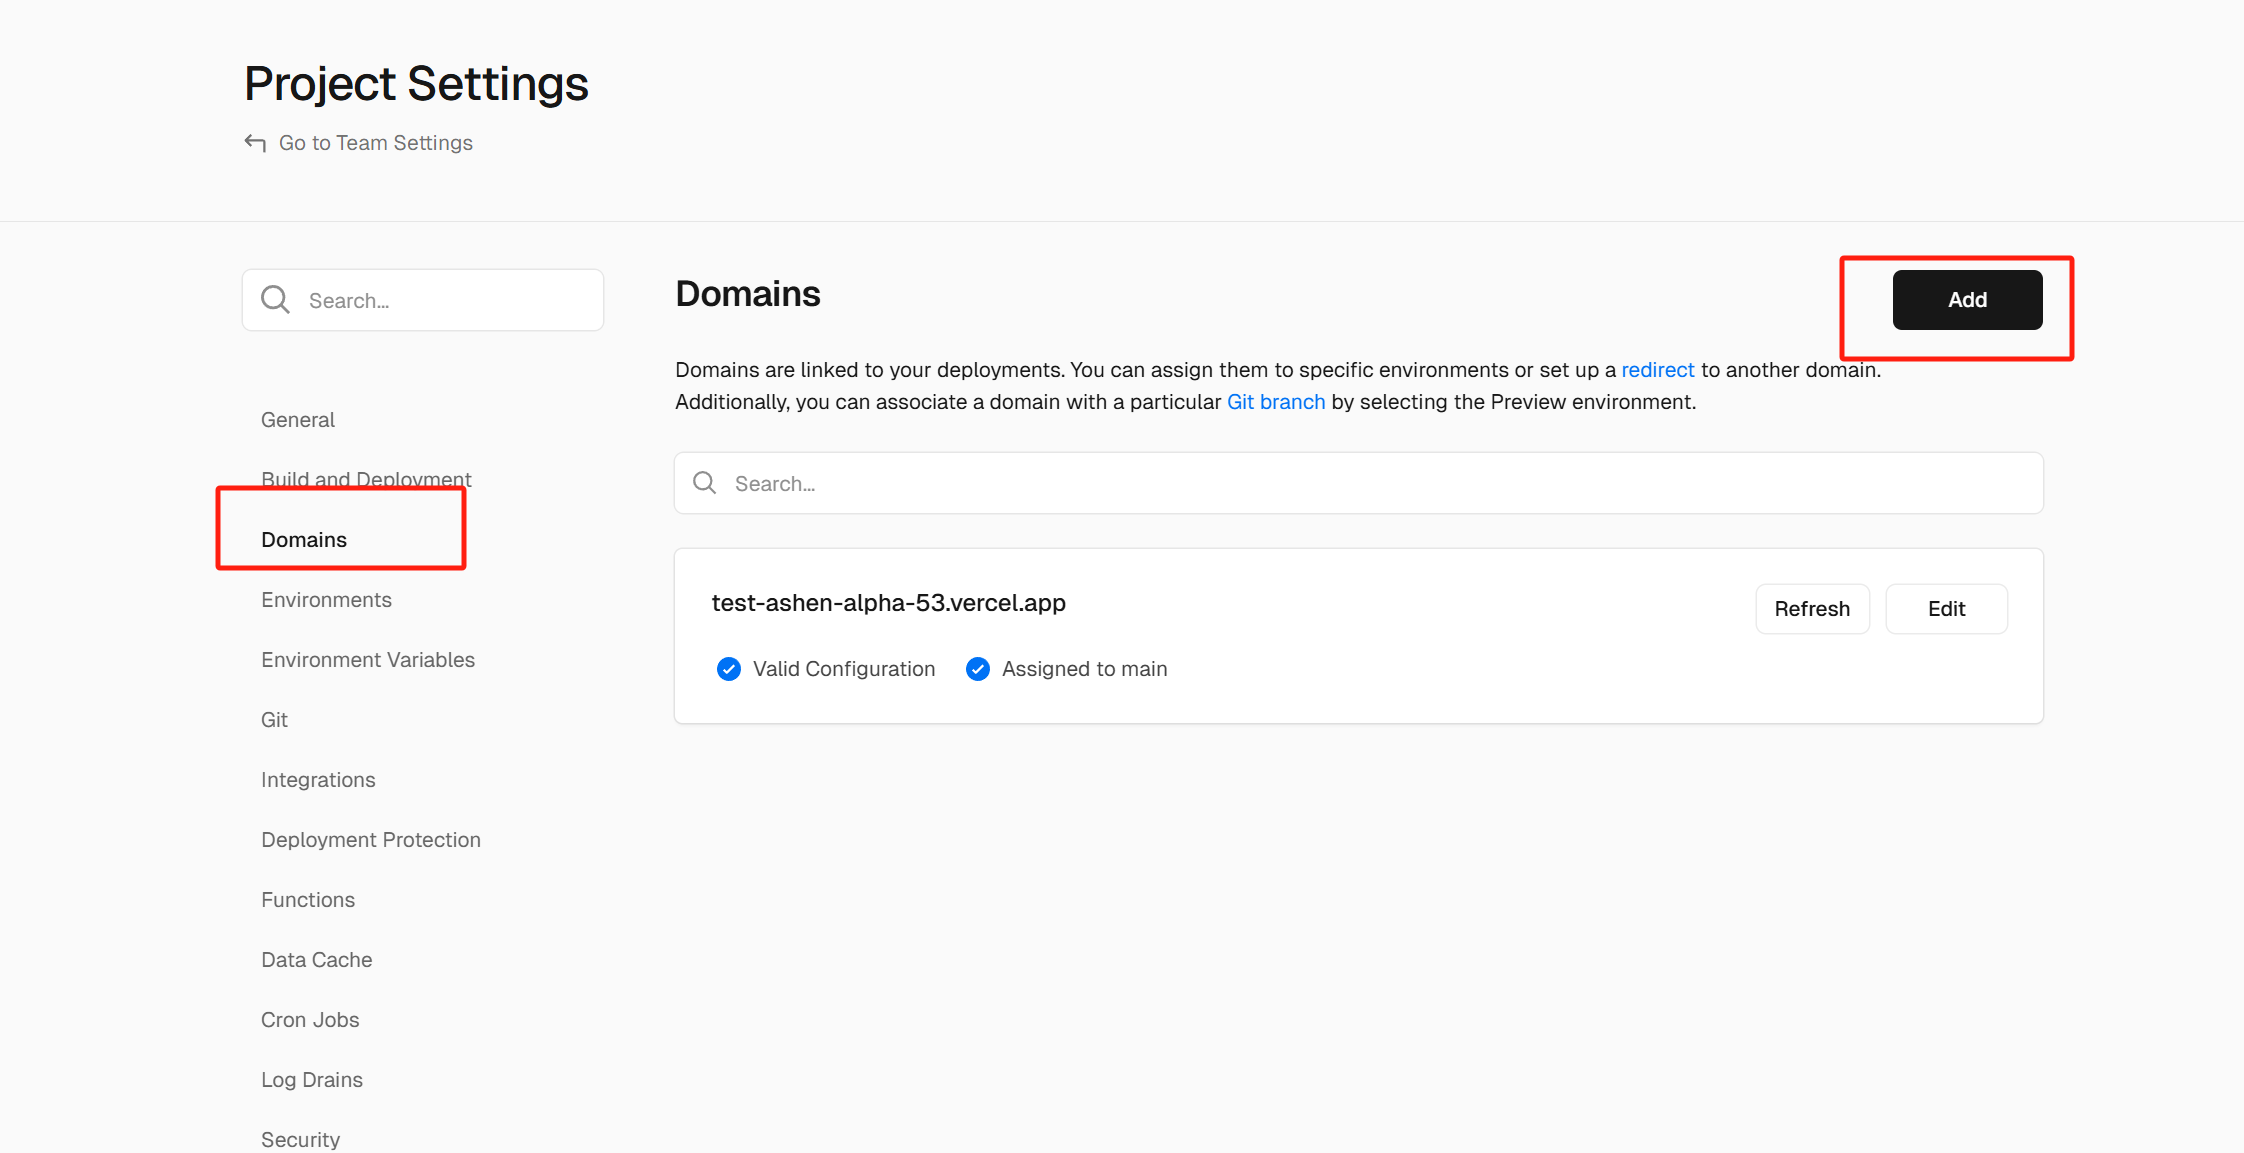 Project Settings
Go to Team Settings
Search...
General
Build and Deployment
Domains
Environments
Environment Variables
Git
Integrations
Deployment Protection
Functions
Data Cache
Cron Jobs
Log Drains
Security
Domains
Add
Domains are linked to your deployments. You can assign them to specific environments or set up a redirect to another domain.
Additionally, you can associate a domain with a particular Git branch by selecting the Preview environment.
Search...
test-ashen-alpha-53.vercel.app
Refresh
Edit
Valid Configuration
Assigned to main